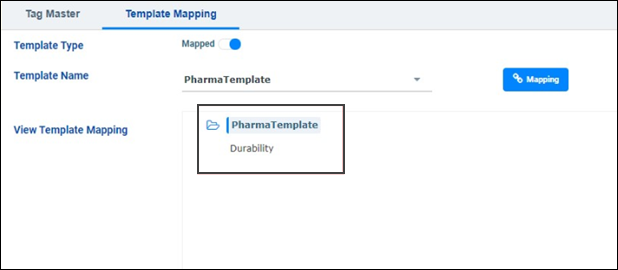 Tag Master
Template Mapping
Template Type
Mapped
Template Name
PharmaTemplate
Mapping
View Template Mapping
PharmaTemplate
Durability